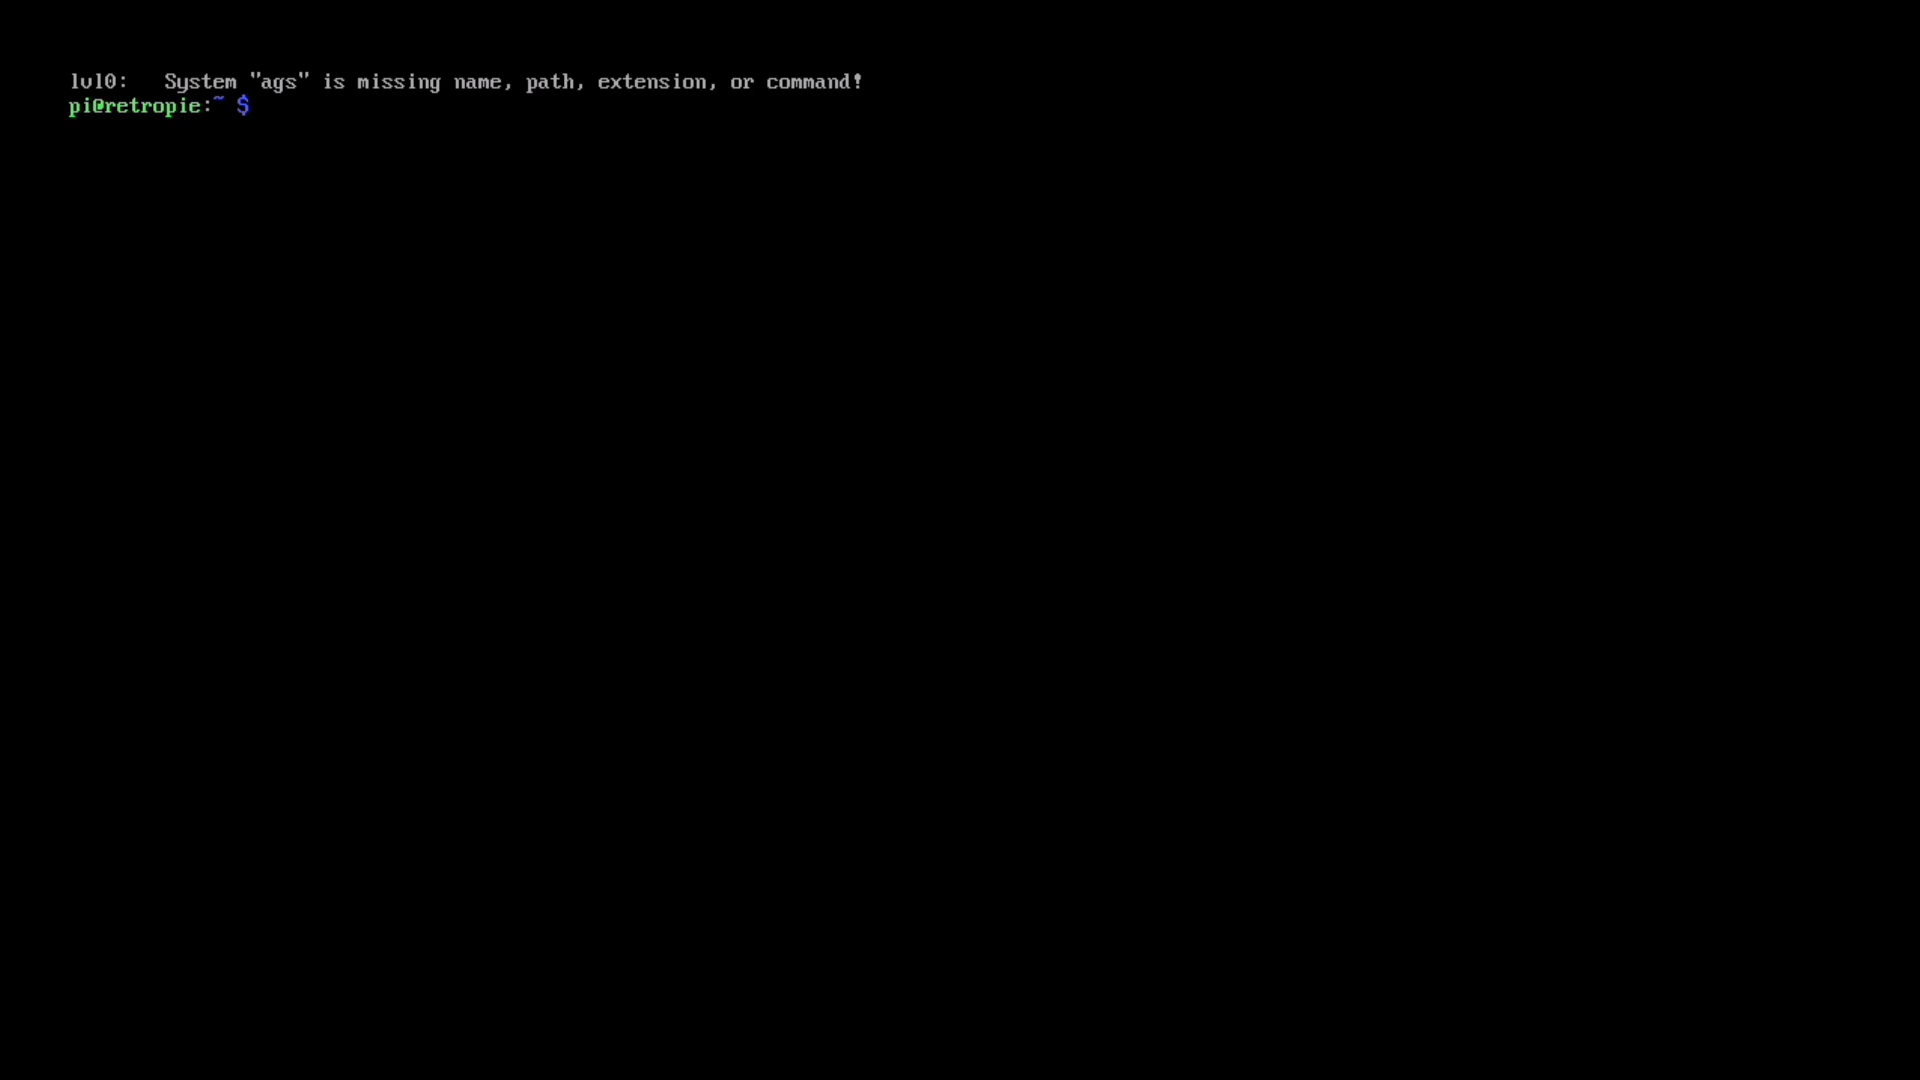 lvl0:   System "ags" is missing name, path, extension, or command!
pi@retropie:~ $